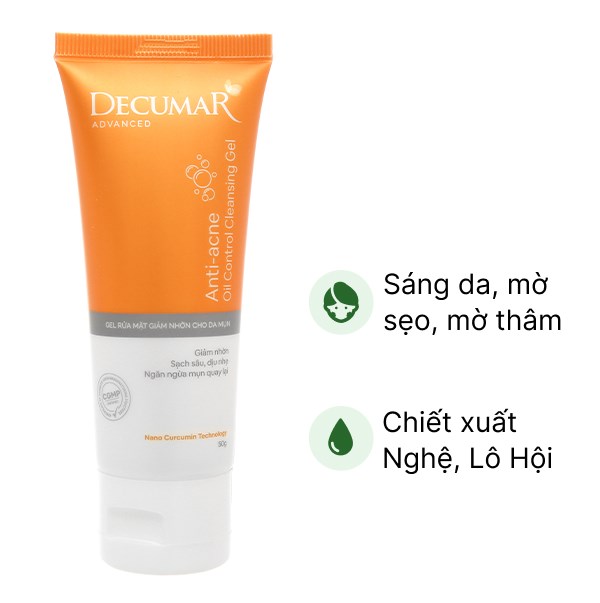 DECUMAR
ADVANCED
Anti-acne
Oil Control Cleansing Gel
GEL RỬA MẶT GIẢM NHỜN CHO DA MỤN
Giảm nhờn
Sạch sâu, dịu nhẹ
Ngăn ngừa mụn quay lại
CGMP
Nano Curcumin Technology
50g
Sáng da, mờ
sẹo, mờ thâm
Chiết xuất
Nghệ, Lô Hội